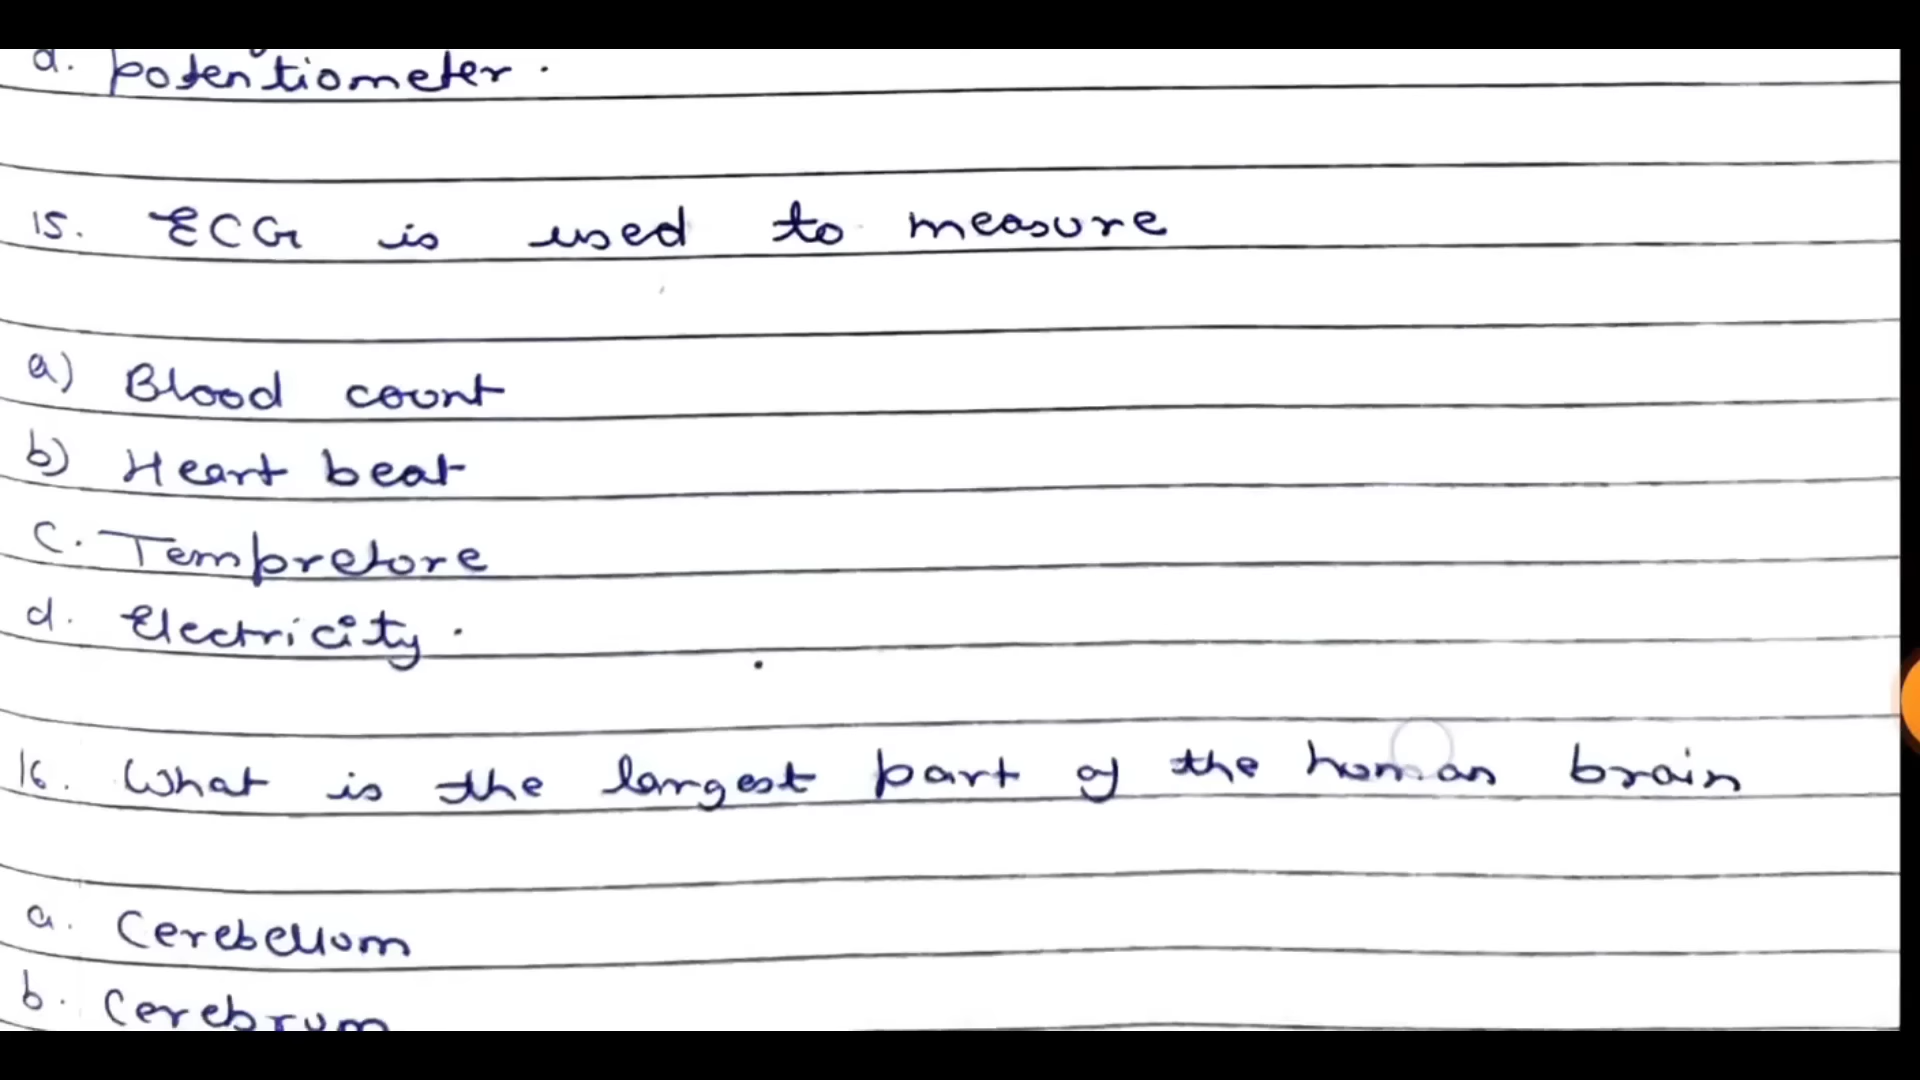 d. potentiometer.
15. ECG is used to measure
a) Blood count
b) Heart beat
c. Tempretore
d. Electricity.
16. What is the largest part of the human brain
a. Cerebellum
b. Cerebrum